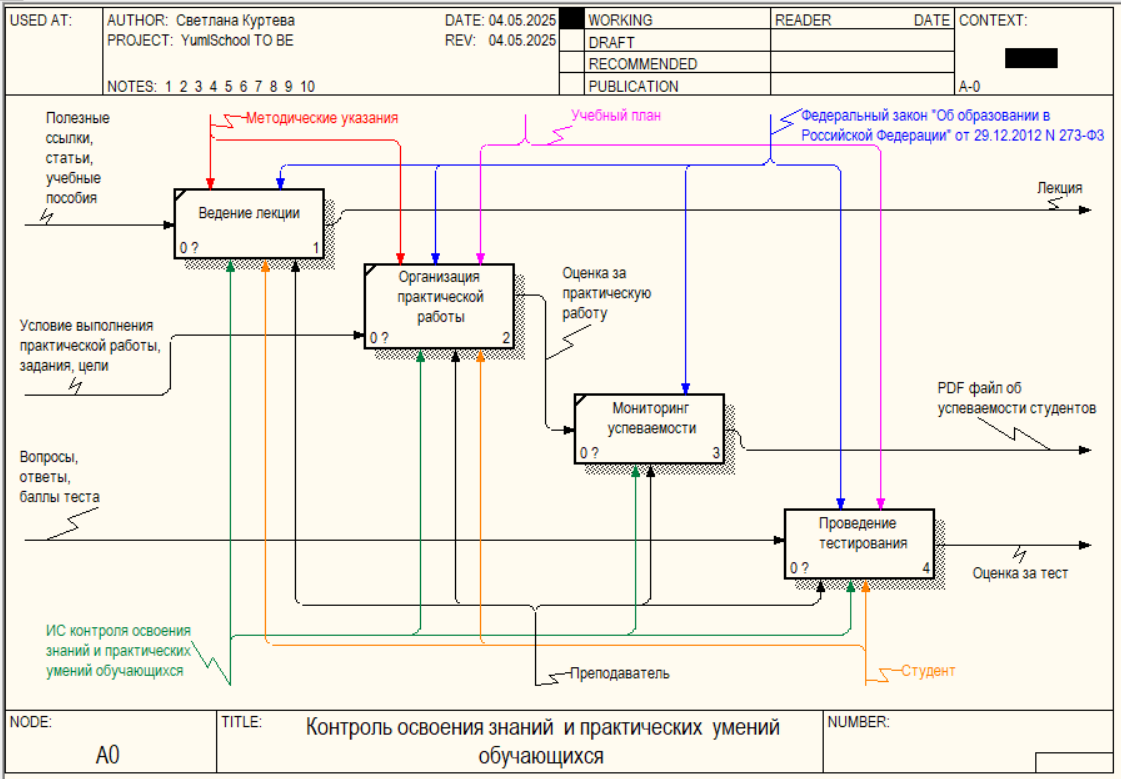 USED AT:
AUTHOR: Светлана Куртева
DATE: 04.05.2025
WORKING
READER
DATE
CONTEXT:
PROJECT: YumlSchool TO BE
REV: 04.05.2025
DRAFT
RECOMMENDED
NOTES: 1 2 3 4 5 6 7 8 9 10
PUBLICATION
A-0
Полезные
ссылки,
статьи,
учебные
пособия
Методические указания
Учебный план
Федеральный закон "Об образовании в
Российской Федерации" от 29.12.2012 N 273-ФЗ
Ведение лекции
0 ?
1
Лекция
Организация
практической
работы
0 ?
2
Оценка за
практическую
работу
Условие выполнения
практической работы,
задания, цели
Мониторинг
успеваемости
0 ?
3
PDF файл об
успеваемости студентов
Вопросы,
ответы,
баллы теста
Проведение
тестирования
0 ?
4
Оценка за тест
ИС контроля освоения
знаний и практических
умений обучающихся
Преподаватель
Студент
NODE:
A0
TITLE:
Контроль освоения знаний и практических умений
обучающихся
NUMBER: